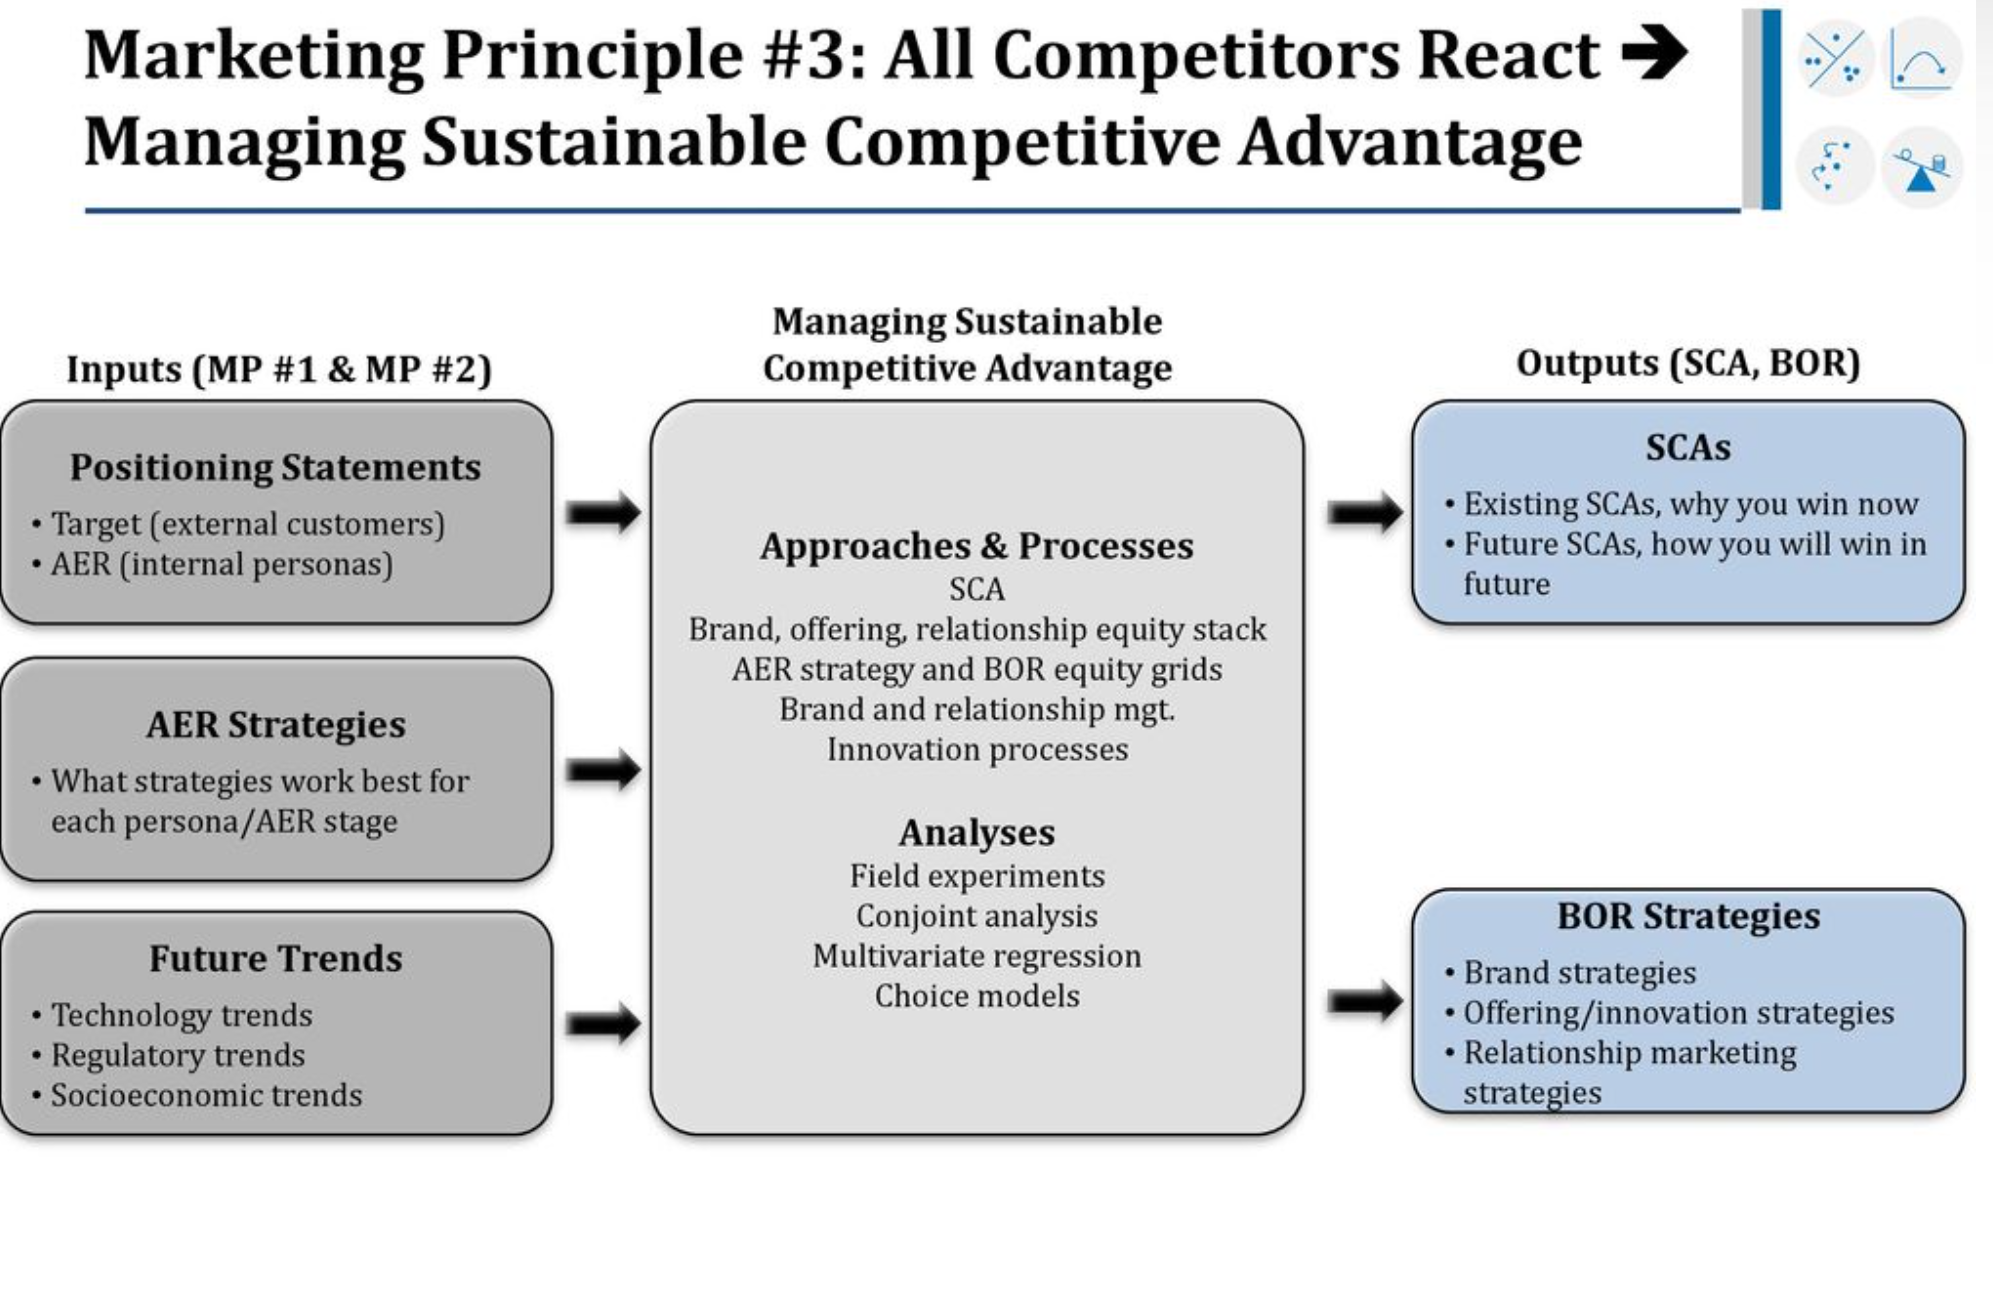 Marketing Principle #3: All Competitors React ➔
Managing Sustainable Competitive Advantage
Inputs (MP #1 & MP #2)
Positioning Statements
• Target (external customers)
• AER (internal personas)
AER Strategies
• What strategies work best for
each persona/AER stage
Future Trends
• Technology trends
• Regulatory trends
• Socioeconomic trends
Managing Sustainable
Competitive Advantage
Approaches & Processes
SCA
Brand, offering, relationship equity stack
AER strategy and BOR equity grids
Brand and relationship mgt.
Innovation processes
Analyses
Field experiments
Conjoint analysis
Multivariate regression
Choice models
Outputs (SCA, BOR)
SCAs
• Existing SCAs, why you win now
• Future SCAs, how you will win in
future
BOR Strategies
• Brand strategies
• Offering/innovation strategies
• Relationship marketing
strategies